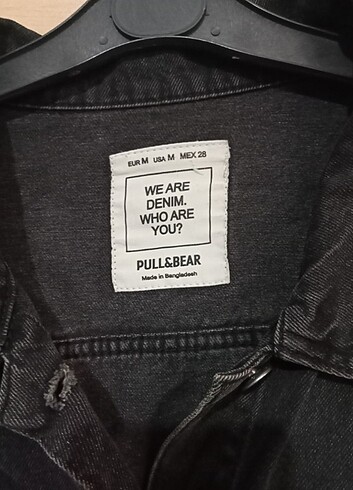 EUR M USA M MEX 28
WE ARE
DENIM.
WHO ARE
YOU?
PULL&BEAR
Made in Bangladesh